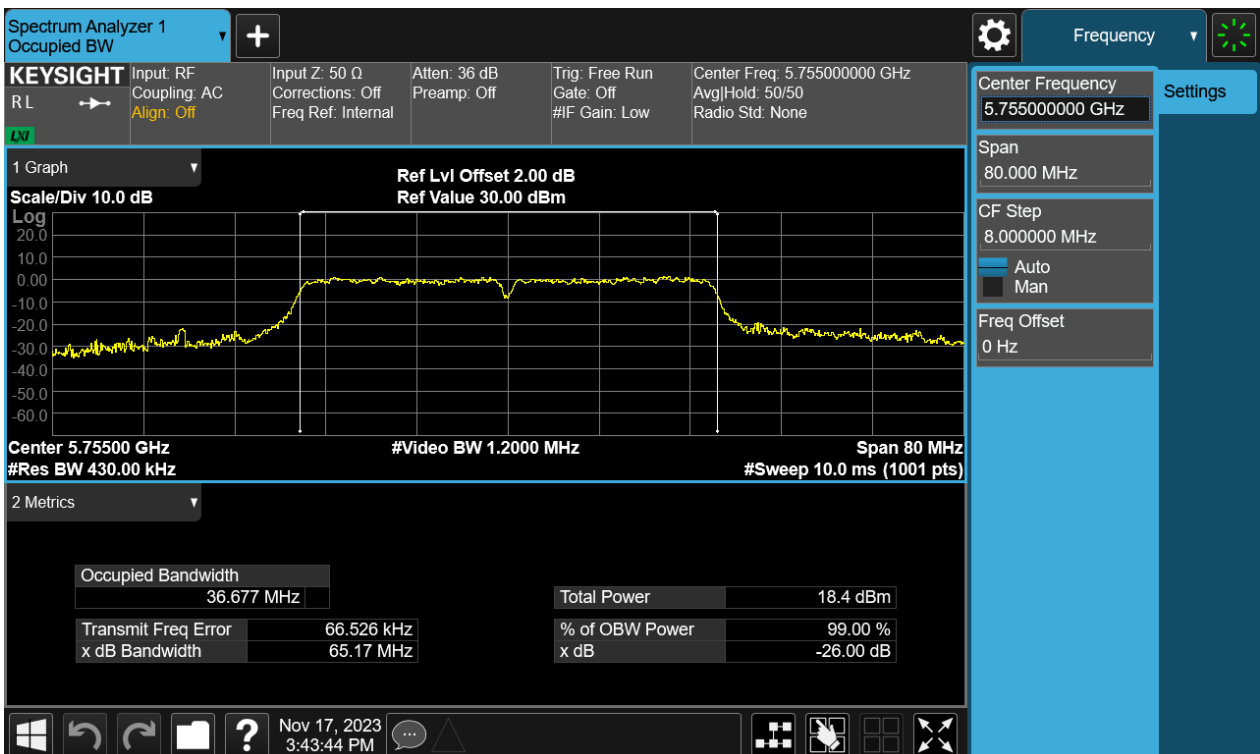 Spectrum Analyzer 1
Occupied BW
+
Frequency
KEYSIGHT
R L
LXI
Input: RF
Coupling: AC
Align: Off
Input Z: 50 Ω
Corrections: Off
Freq Ref: Internal
Atten: 36 dB
Preamp: Off
Trig: Free Run
Gate: Off
#IF Gain: Low
Center Freq: 5.755000000 GHz
Avg|Hold: 50/50
Radio Std: None
1 Graph
Ref Lvl Offset 2.00 dB
Scale/Div 10.0 dB
Ref Value 30.00 dBm
Log
20.0
10.0
0.00
-10.0
-20.0
-30.0
-40.0
-50.0
-60.0
Center 5.75500 GHz
#Video BW 1.2000 MHz
Span 80 MHz
#Res BW 430.00 kHz
#Sweep 10.0 ms (1001 pts)
2 Metrics
Occupied Bandwidth
36.677 MHz
Total Power 18.4 dBm
Transmit Freq Error 66.526 kHz
% of OBW Power 99.00 %
x dB Bandwidth 65.17 MHz
x dB -26.00 dB
Center Frequency
5.755000000 GHz
Settings
Span
80.000 MHz
CF Step
8.000000 MHz
Auto
Man
Freq Offset
0 Hz
?
Nov 17, 2023
3:43:44 PM